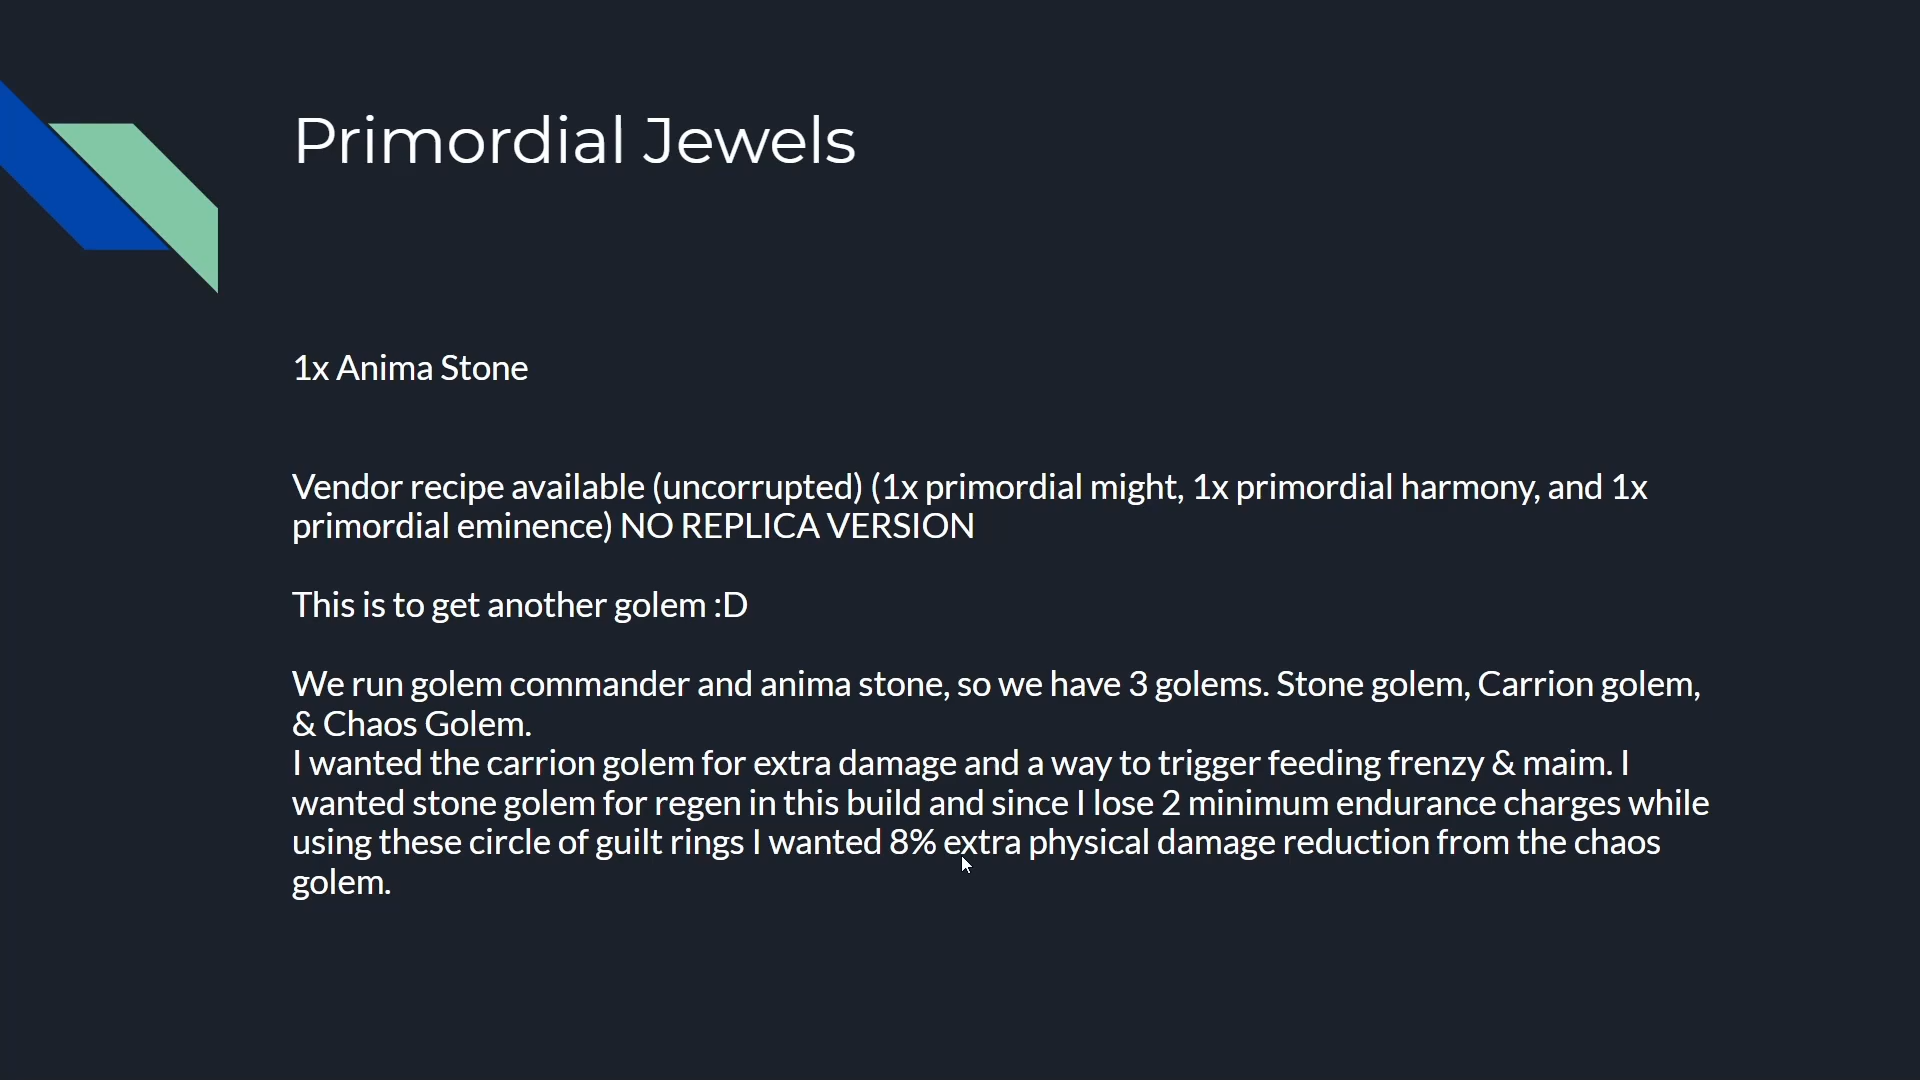 Primordial Jewels
1x Anima Stone
Vendor recipe available (uncorrupted) (1x primordial might, 1x primordial harmony, and 1x
primordial eminence) NO REPLICA VERSION
This is to get another golem :D
We run golem commander and anima stone, so we have 3 golems. Stone golem, Carrion golem,
& Chaos Golem.
I wanted the carrion golem for extra damage and a way to trigger feeding frenzy & maim. I
wanted stone golem for regen in this build and since I lose 2 minimum endurance charges while
using these circle of guilt rings I wanted 8% extra physical damage reduction from the chaos
golem.